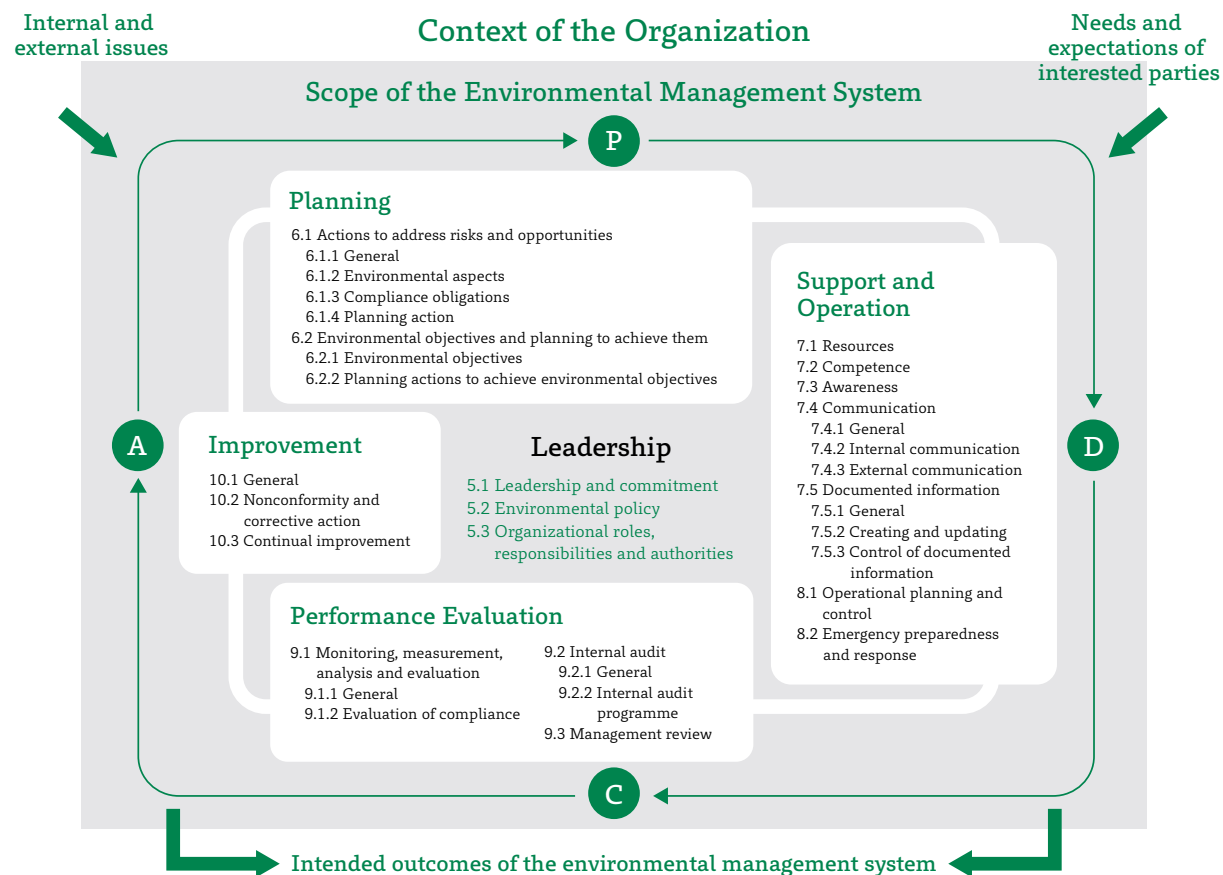 Internal and
external issues
Context of the Organization
Needs and
expectations of
interested parties
Scope of the Environmental Management System
P
Planning
6.1 Actions to address risks and opportunities
6.1.1 General
6.1.2 Environmental aspects
6.1.3 Compliance obligations
6.1.4 Planning action
6.2 Environmental objectives and planning to achieve them
6.2.1 Environmental objectives
6.2.2 Planning actions to achieve environmental objectives
Support and
Operation
7.1 Resources
7.2 Competence
7.3 Awareness
7.4 Communication
7.4.1 General
7.4.2 Internal communication
7.4.3 External communication
7.5 Documented information
7.5.1 General
7.5.2 Creating and updating
7.5.3 Control of documented
information
8.1 Operational planning and
control
8.2 Emergency preparedness
and response
D
A
Improvement
10.1 General
10.2 Nonconformity and
corrective action
10.3 Continual improvement
Leadership
5.1 Leadership and commitment
5.2 Environmental policy
5.3 Organizational roles,
responsibilities and authorities
Performance Evaluation
9.1 Monitoring, measurement,
analysis and evaluation
9.1.1 General
9.1.2 Evaluation of compliance
9.2 Internal audit
9.2.1 General
9.2.2 Internal audit
programme
9.3 Management review
C
Intended outcomes of the environmental management system